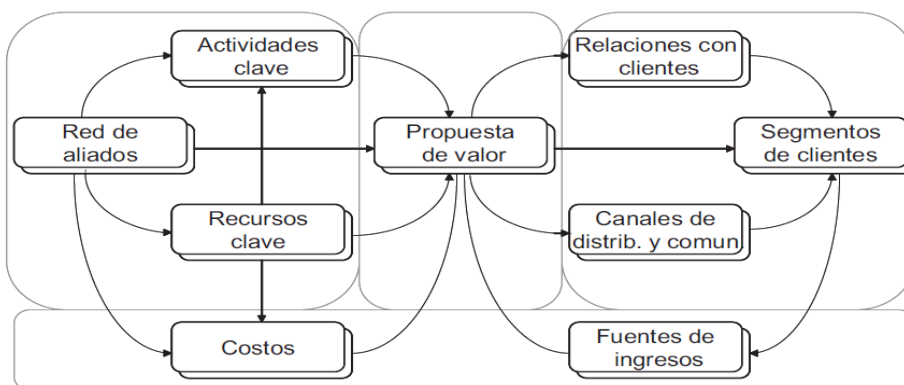 Actividades
clave
Relaciones con
clientes
Red de
aliados
Propuesta
de valor
Segmentos
de clientes
Recursos
clave
Canales de
distrib. y comun.
Costos
Fuentes de
ingresos